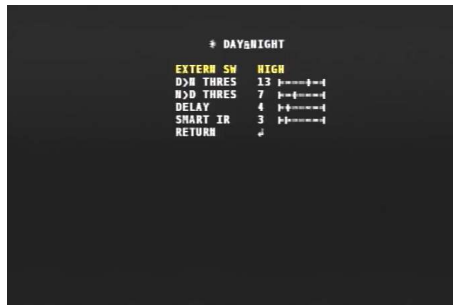 * DAY&NIGHT
EXTERN SW HIGH
D>N THRES 13
N>D THRES 7
DELAY 4
SMART IR 3
RETURN ↲